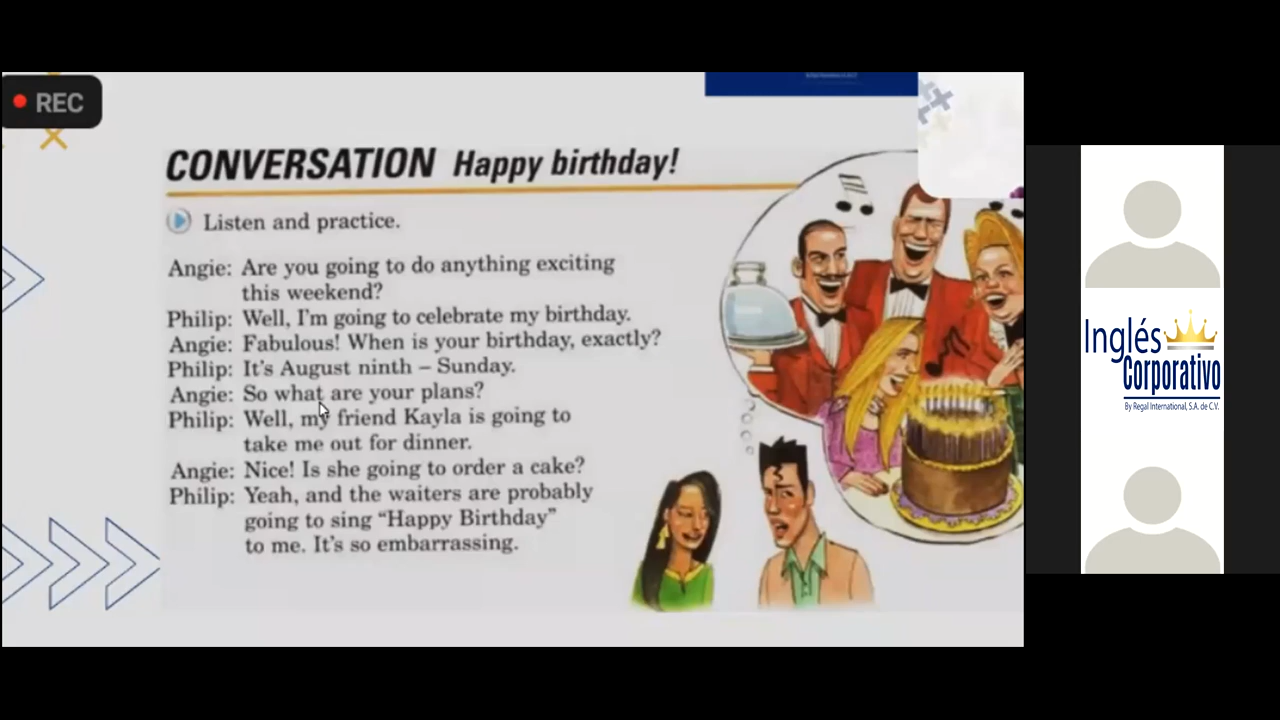 REC
CONVERSATION Happy birthday!
Listen and practice.
Angie: Are you going to do anything exciting
this weekend?
Philip: Well, I'm going to celebrate my birthday.
Angie: Fabulous! When is your birthday, exactly?
Philip: It's August ninth – Sunday.
Angie: So what are your plans?
Philip: Well, my friend Kayla is going to
take me out for dinner.
Angie: Nice! Is she going to order a cake?
Philip: Yeah, and the waiters are probably
going to sing “Happy Birthday”
to me. It's so embarrassing.
Inglés
Corporativo
By Regal International, S.A. de C.V.